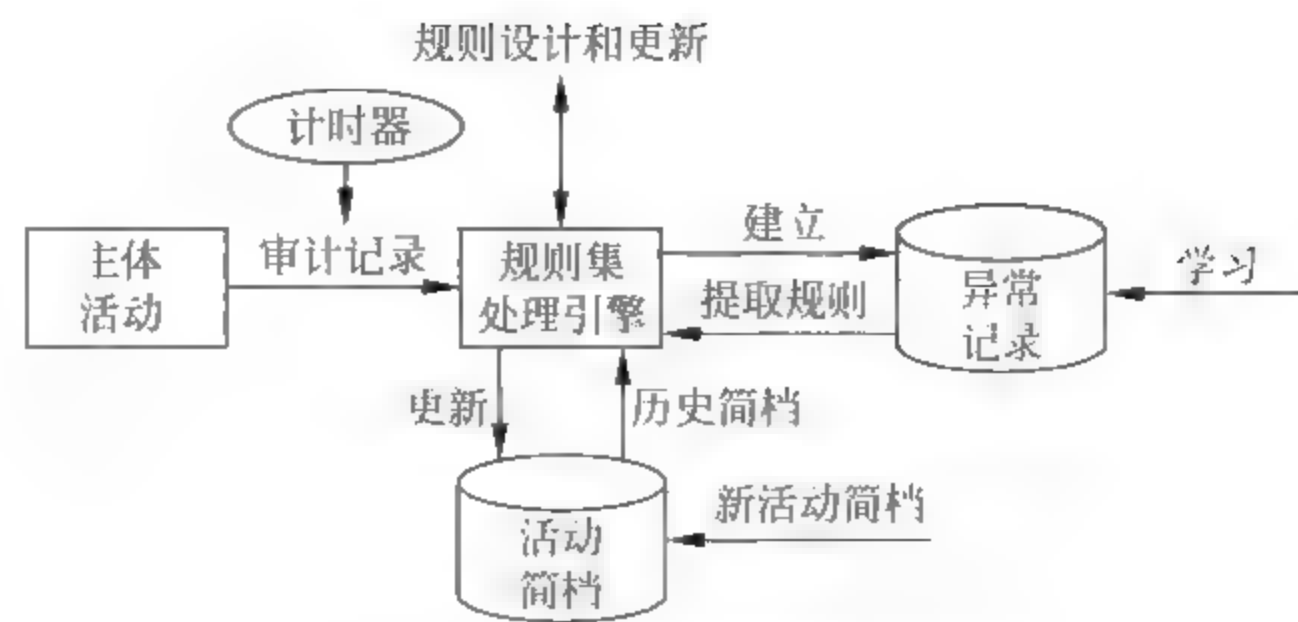 规则设计和更新
计时器
主体
活动
审计记录
规则集
处理引擎
建立
提取规则
异常
记录
学习
更新
历史简档
活动
简档
新活动简档